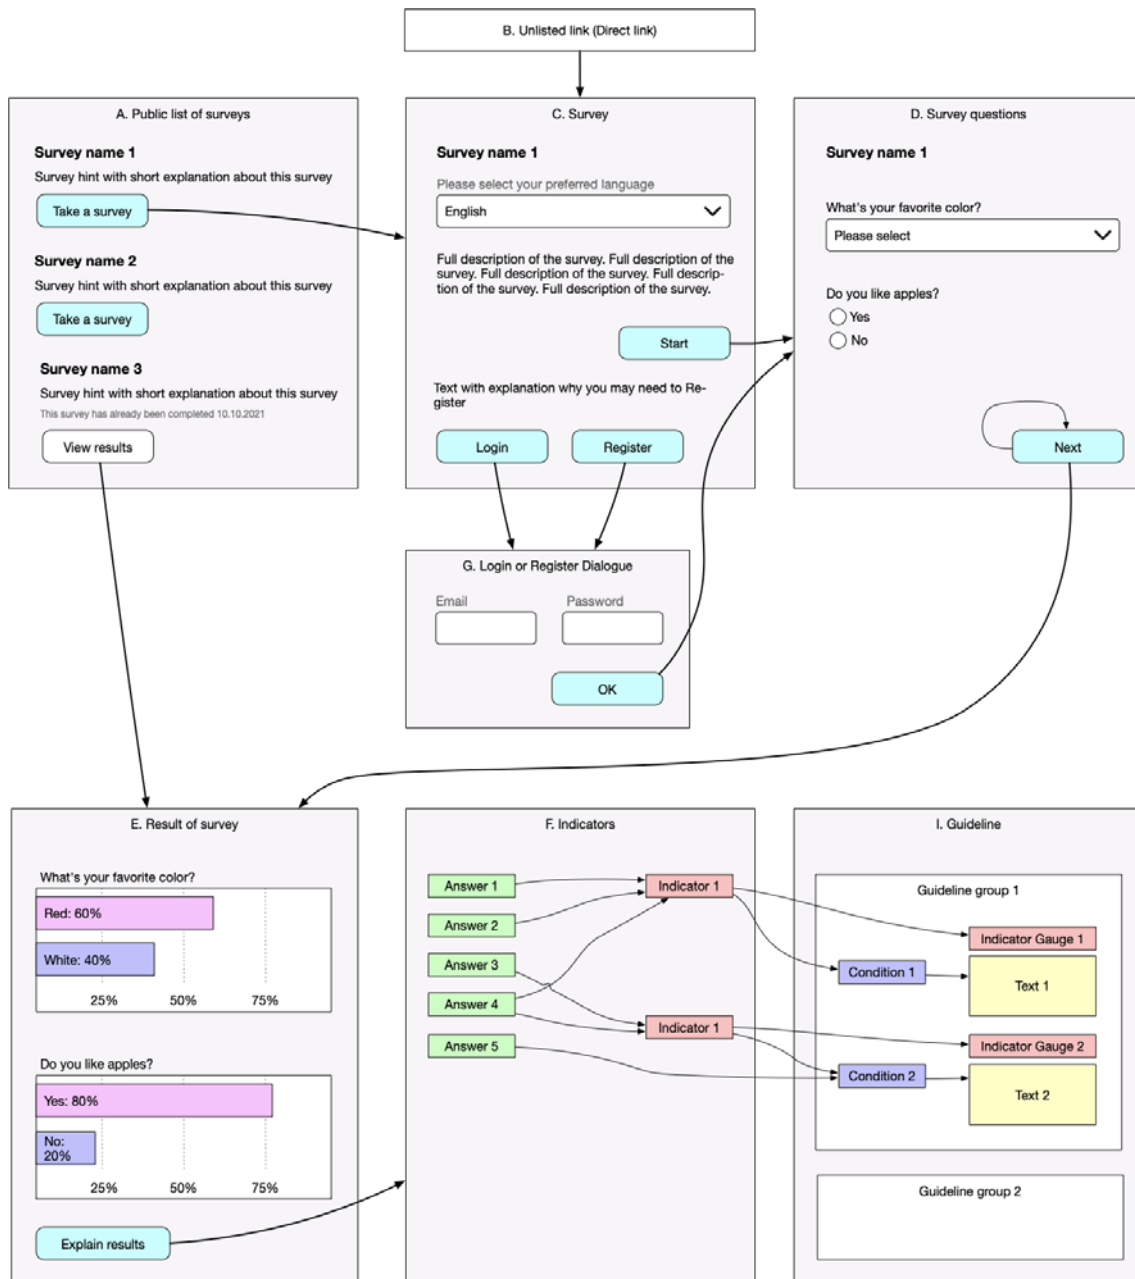 B. Unlisted link (Direct link)
A. Public list of surveys
Survey name 1
Survey hint with short explanation about this survey
Take a survey
Survey name 2
Survey hint with short explanation about this survey
Take a survey
Survey name 3
Survey hint with short explanation about this survey
This survey has already been completed 10.10.2021
View results
C. Survey
Survey name 1
Please select your preferred language
English
Full description of the survey. Full description of the
survey. Full description of the survey. Full descrip-
tion of the survey. Full description of the survey.
Start
Text with explanation why you may need to Re-
gister
Login
Register
D. Survey questions
Survey name 1
What's your favorite color?
Please select
Do you like apples?
Yes
No
Next
G. Login or Register Dialogue
Email
Password
OK
E. Result of survey
What's your favorite color?
Red: 60%
White: 40%
25% 50% 75%
Do you like apples?
Yes: 80%
No:
20%
25% 50% 75%
Explain results
F. Indicators
Answer 1
Answer 2
Answer 3
Answer 4
Answer 5
Indicator 1
Indicator 1
I. Guideline
Guideline group 1
Indicator Gauge 1
Condition 1
Text 1
Indicator Gauge 2
Condition 2
Text 2
Guideline group 2